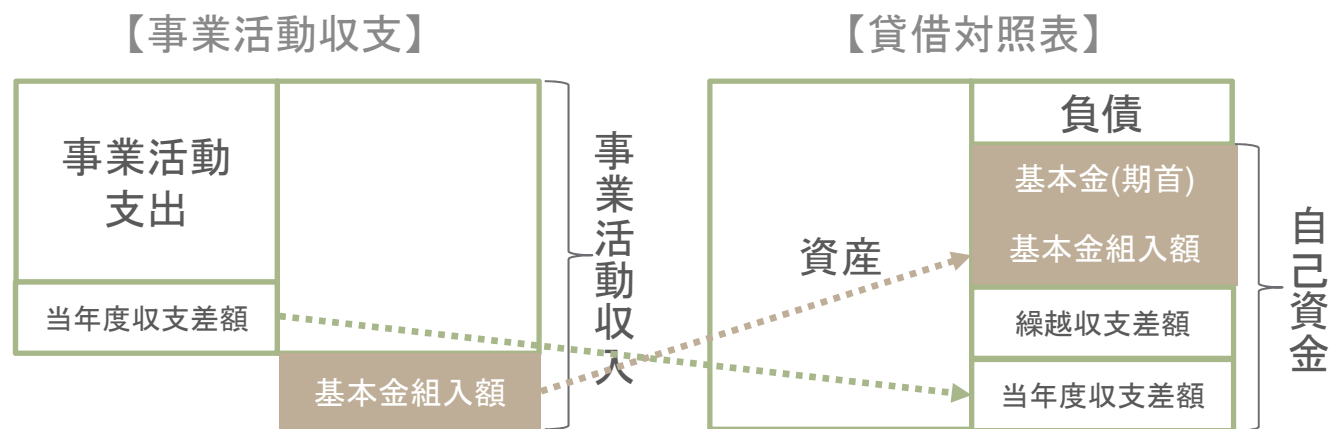 【事業活動収支】
事業活動
支出
当年度収支差額
基本金組入額
事業活動収入
【貸借対照表】
資産
負債
基本金(期首)
基本金組入額
繰越収支差額
当年度収支差額
自己資金